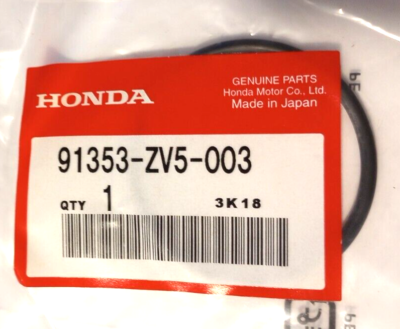 GENUINE PARTS
Honda Motor Co., Ltd.
Made in Japan
HONDA
91353-ZV5-003
QTY 1 3K18